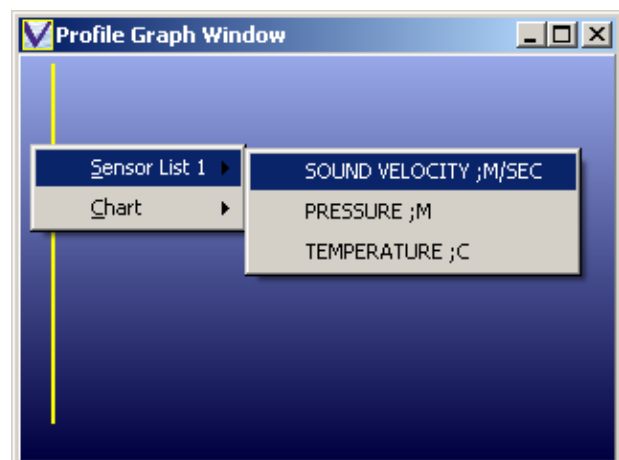 Profile Graph Window
Sensor List 1
SOUND VELOCITY ;M/SEC
Chart
PRESSURE ;M
TEMPERATURE ;C